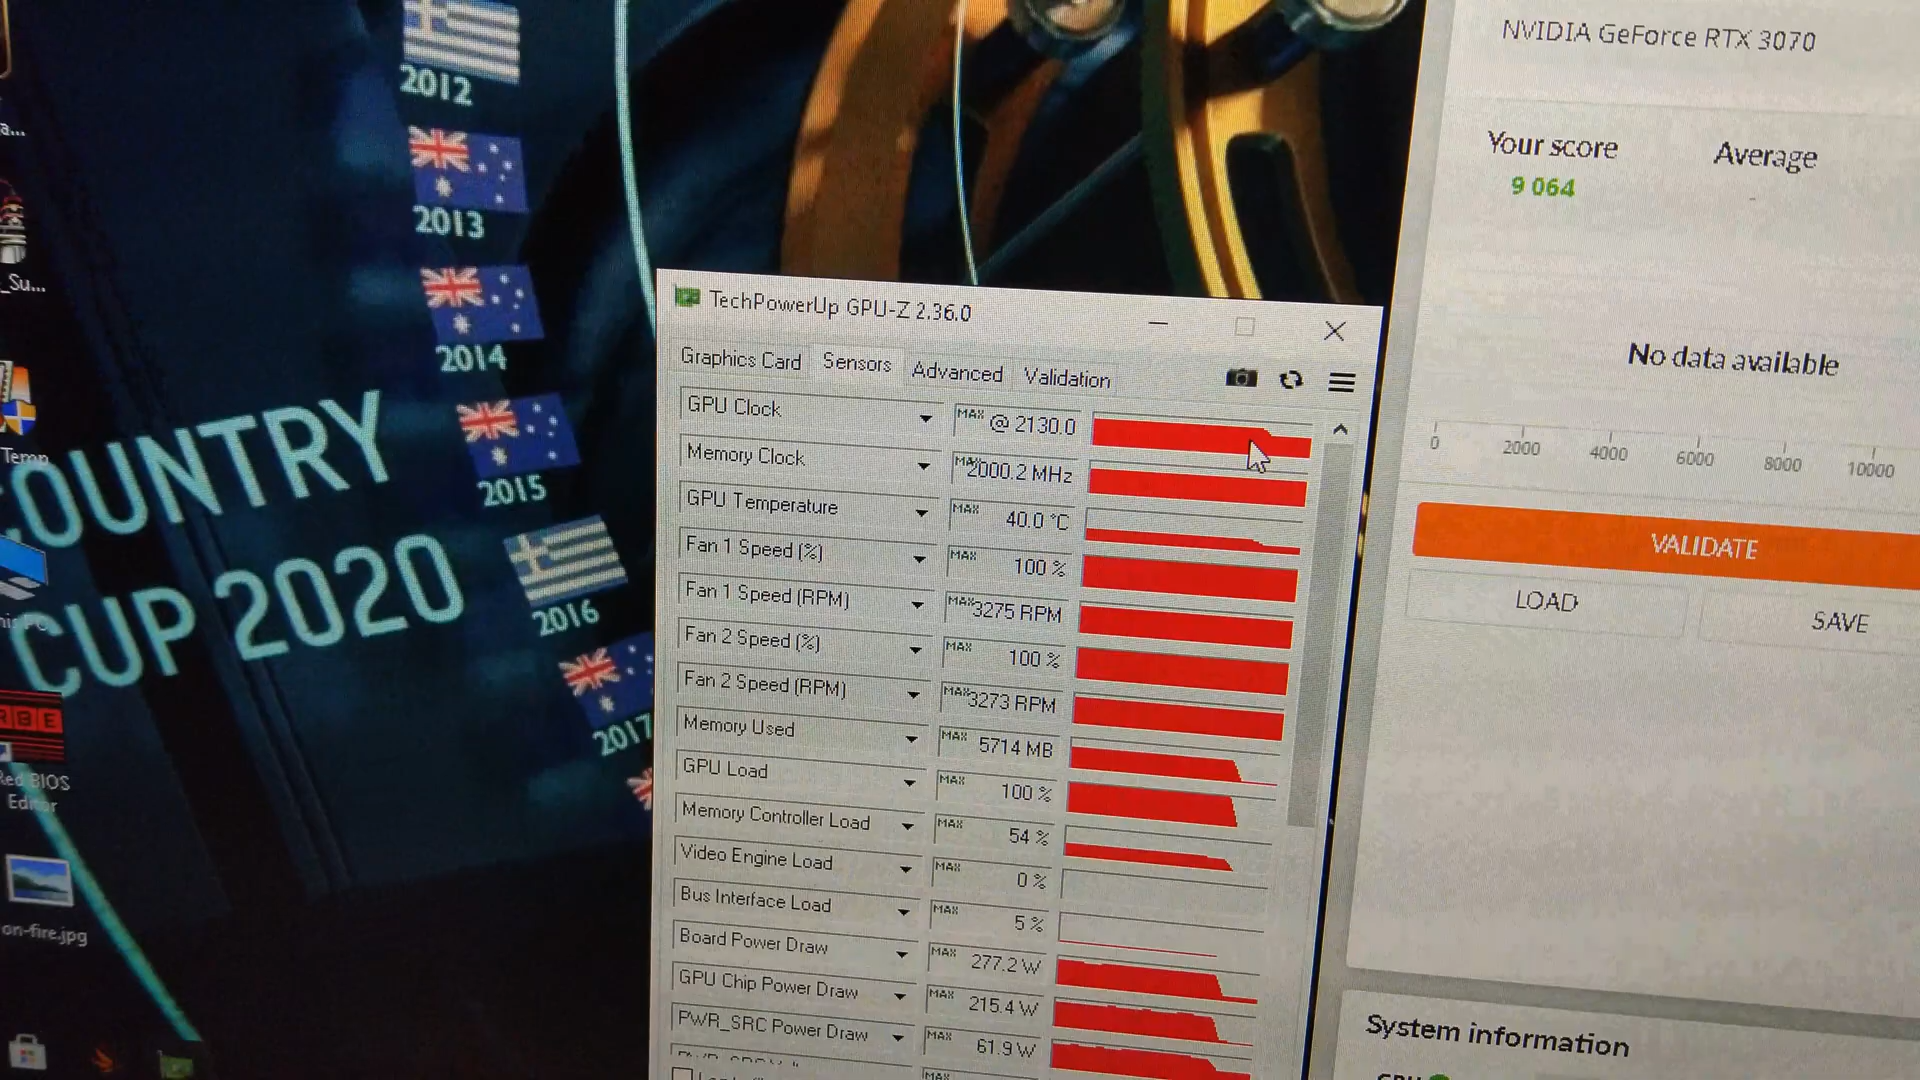 2012
2013
2014
2015
2016
2017
OUNTRY
CUP 2020
a...
_Su...
Temp
RBE
Red BIOS
Editor
on-fire.jpg
TechPowerUp GPU-Z 2.36.0
Graphics Card Sensors Advanced Validation
GPU Clock MAX @ 2130.0
Memory Clock MAX 2000.2 MHz
GPU Temperature MAX 40.0 °C
Fan 1 Speed (%) MAX 100 %
Fan 1 Speed (RPM) MAX 3275 RPM
Fan 2 Speed (%) MAX 100 %
Fan 2 Speed (RPM) MAX 3273 RPM
Memory Used MAX 5714 MB
GPU Load MAX 100 %
Memory Controller Load MAX 54 %
Video Engine Load MAX 0 %
Bus Interface Load MAX 5 %
Board Power Draw MAX 277.2 W
GPU Chip Power Draw MAX 215.4 W
PWR_SRC Power Draw MAX 61.9 W
MAX
NVIDIA GeForce RTX 3070
Your score Average
9 064 -
No data available
0 2000 4000 6000 8000 10000
VALIDATE
LOAD SAVE
System information